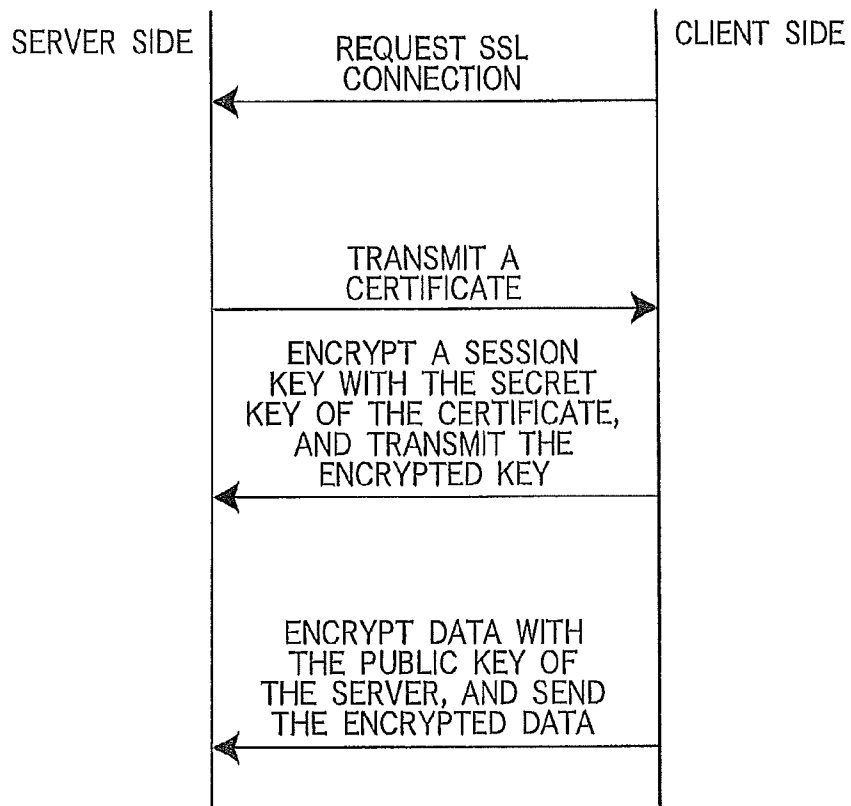 SERVER SIDE
CLIENT SIDE
REQUEST SSL
CONNECTION
TRANSMIT A
CERTIFICATE
ENCRYPT A SESSION
KEY WITH THE SECRET
KEY OF THE CERTIFICATE,
AND TRANSMIT THE
ENCRYPTED KEY
ENCRYPT DATA WITH
THE PUBLIC KEY OF
THE SERVER, AND SEND
THE ENCRYPTED DATA